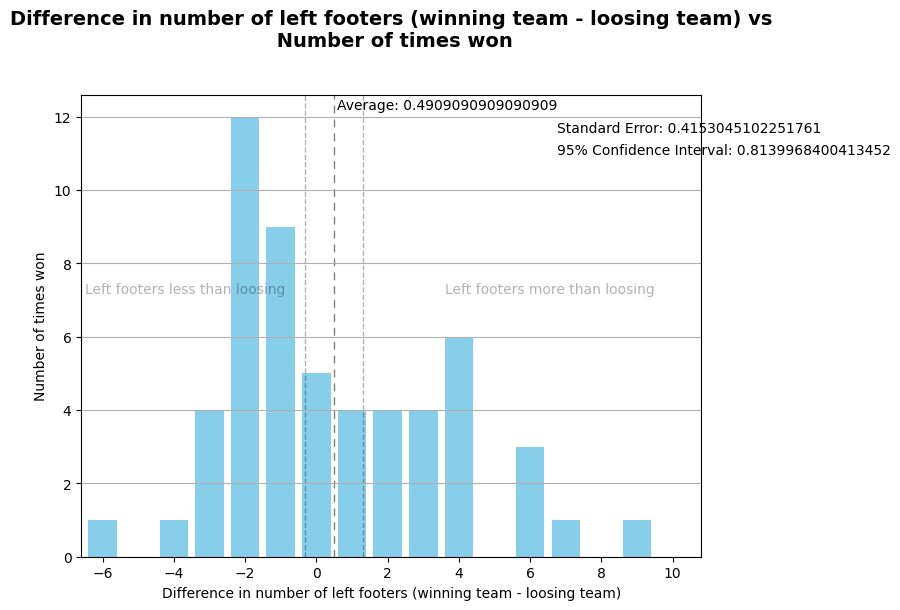 Difference in number of left footers (winning team - loosing team) vs
Number of times won
Average: 0.4909090909090909
Standard Error: 0.4153045102251761
95% Confidence Interval: 0.8139968400413452
Left footers less than loosing
Left footers more than loosing
Number of times won
12
10
8
6
4
2
0
−6 −4 −2 0 2 4 6 8 10
Difference in number of left footers (winning team - loosing team)